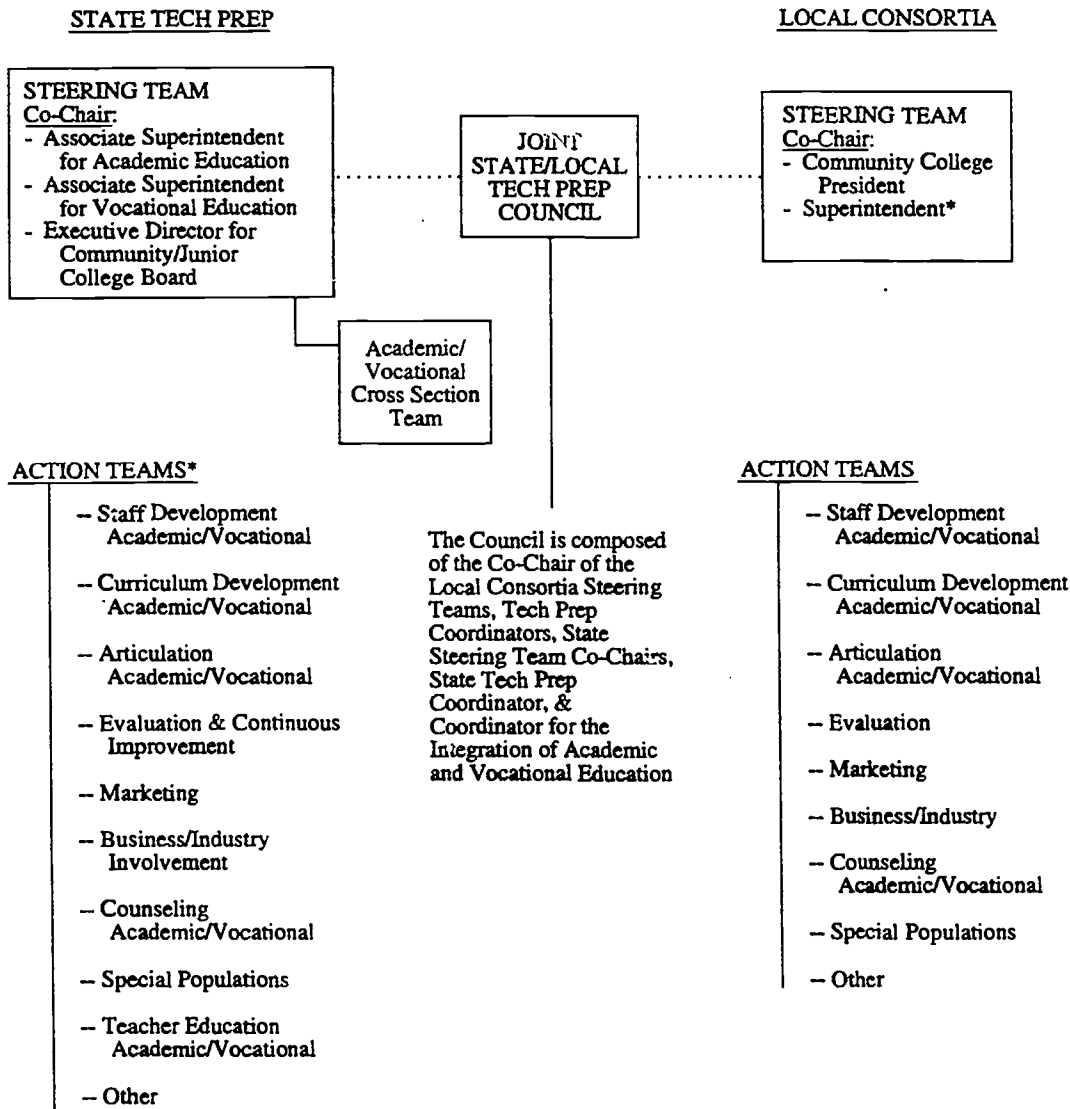 STATE TECH PREP
LOCAL CONSORTIA
STEERING TEAM
Co-Chair:
- Associate Superintendent
for Academic Education
- Associate Superintendent
for Vocational Education
- Executive Director for
Community/Junior
College Board
JOINT
STATE/LOCAL
TECH PREP
COUNCIL
STEERING TEAM
Co-Chair:
- Community College
President
- Superintendent*
Academic/
Vocational
Cross Section
Team
ACTION TEAMS*
-- Staff Development
Academic/Vocational
-- Curriculum Development
Academic/Vocational
-- Articulation
Academic/Vocational
-- Evaluation & Continuous
Improvement
-- Marketing
-- Business/Industry
Involvement
-- Counseling
Academic/Vocational
-- Special Populations
-- Teacher Education
Academic/Vocational
-- Other
The Council is composed
of the Co-Chair of the
Local Consortia Steering
Teams, Tech Prep
Coordinators, State
Steering Team Co-Chairs,
State Tech Prep
Coordinator, &
Coordinator for the
Integration of Academic
and Vocational Education
ACTION TEAMS
-- Staff Development
Academic/Vocational
-- Curriculum Development
Academic/Vocational
-- Articulation
Academic/Vocational
-- Evaluation
-- Marketing
-- Business/Industry
-- Counseling
Academic/Vocational
-- Special Populations
-- Other